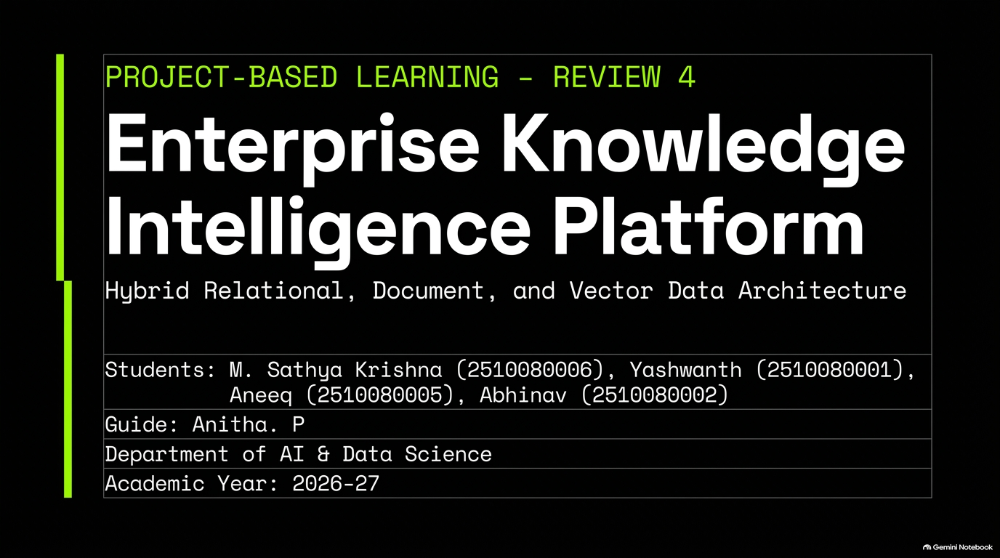 PROJECT-BASED LEARNING – REVIEW 4
Enterprise Knowledge
Intelligence Platform
Hybrid Relational, Document, and Vector Data Architecture
Students: M. Sathya Krishna (2510080006), Yashwanth (2510080001),
Aneeq (2510080005), Abhinav (2510080002)
Guide: Anitha. P
Department of AI & Data Science
Academic Year: 2026-27
Gemini Notebook